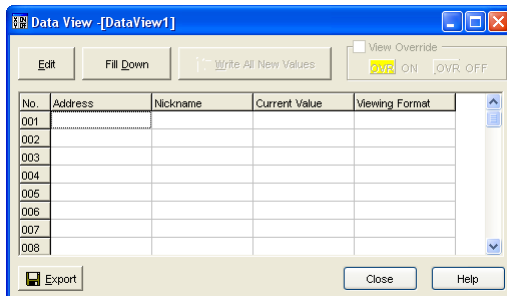 Data View -[DataView1]
Edit Fill Down Write All New Values View Override OVR ON OVR OFF
No. Address Nickname Current Value Viewing Format
001
002
003
004
005
006
007
008
Export Close Help